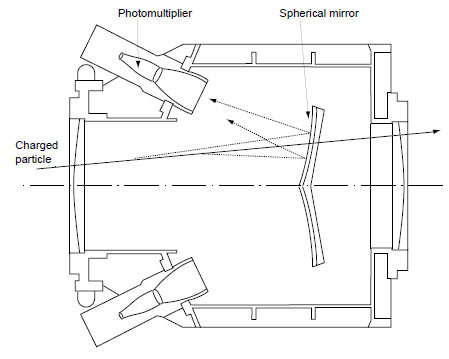 Photomultiplier
Spherical mirror
Charged
particle